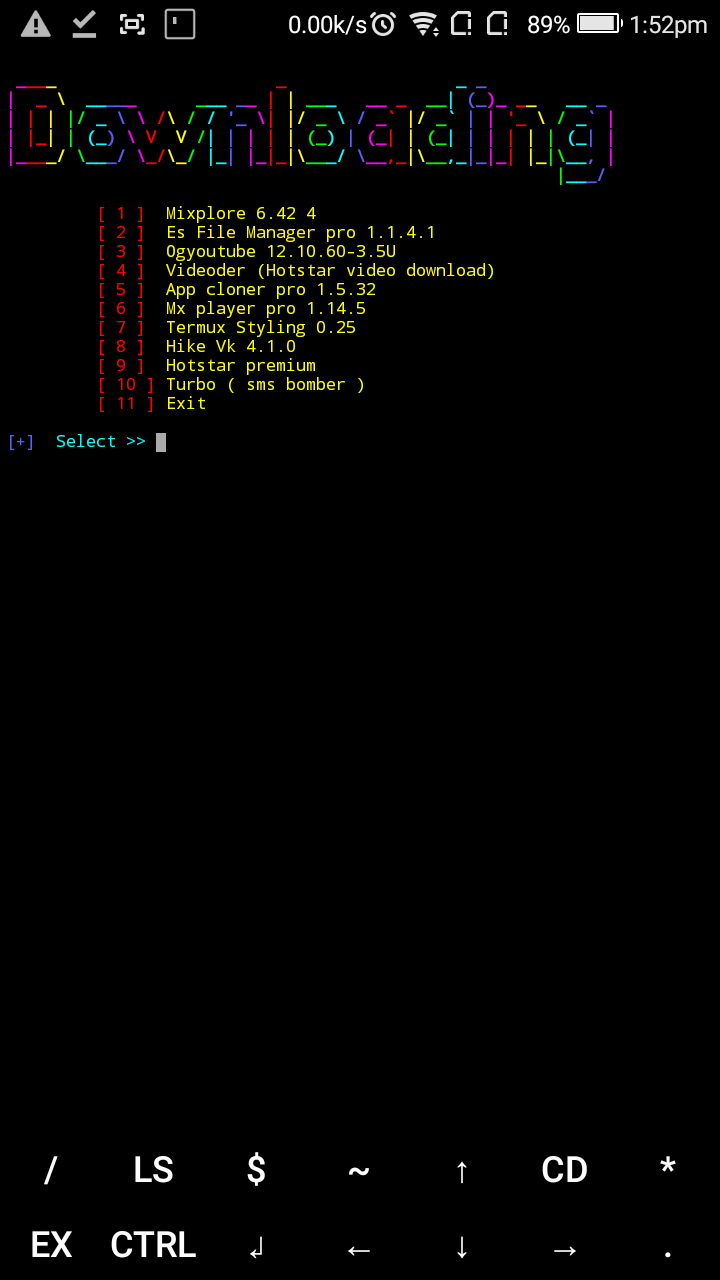 0.00k/s 89% 1:52pm
Downloading
[ 1 ] Mixplore 6.42 4
[ 2 ] Es File Manager pro 1.1.4.1
[ 3 ] Ogyoutube 12.10.60-3.5U
[ 4 ] Videoder (Hotstar video download)
[ 5 ] App cloner pro 1.5.32
[ 6 ] Mx player pro 1.14.5
[ 7 ] Termux Styling 0.25
[ 8 ] Hike Vk 4.1.0
[ 9 ] Hotstar premium
[ 10 ] Turbo ( sms bomber )
[ 11 ] Exit
[+] Select >>
/ LS $ ~ ↑ CD *
EX CTRL ↲ ← ↓ → .